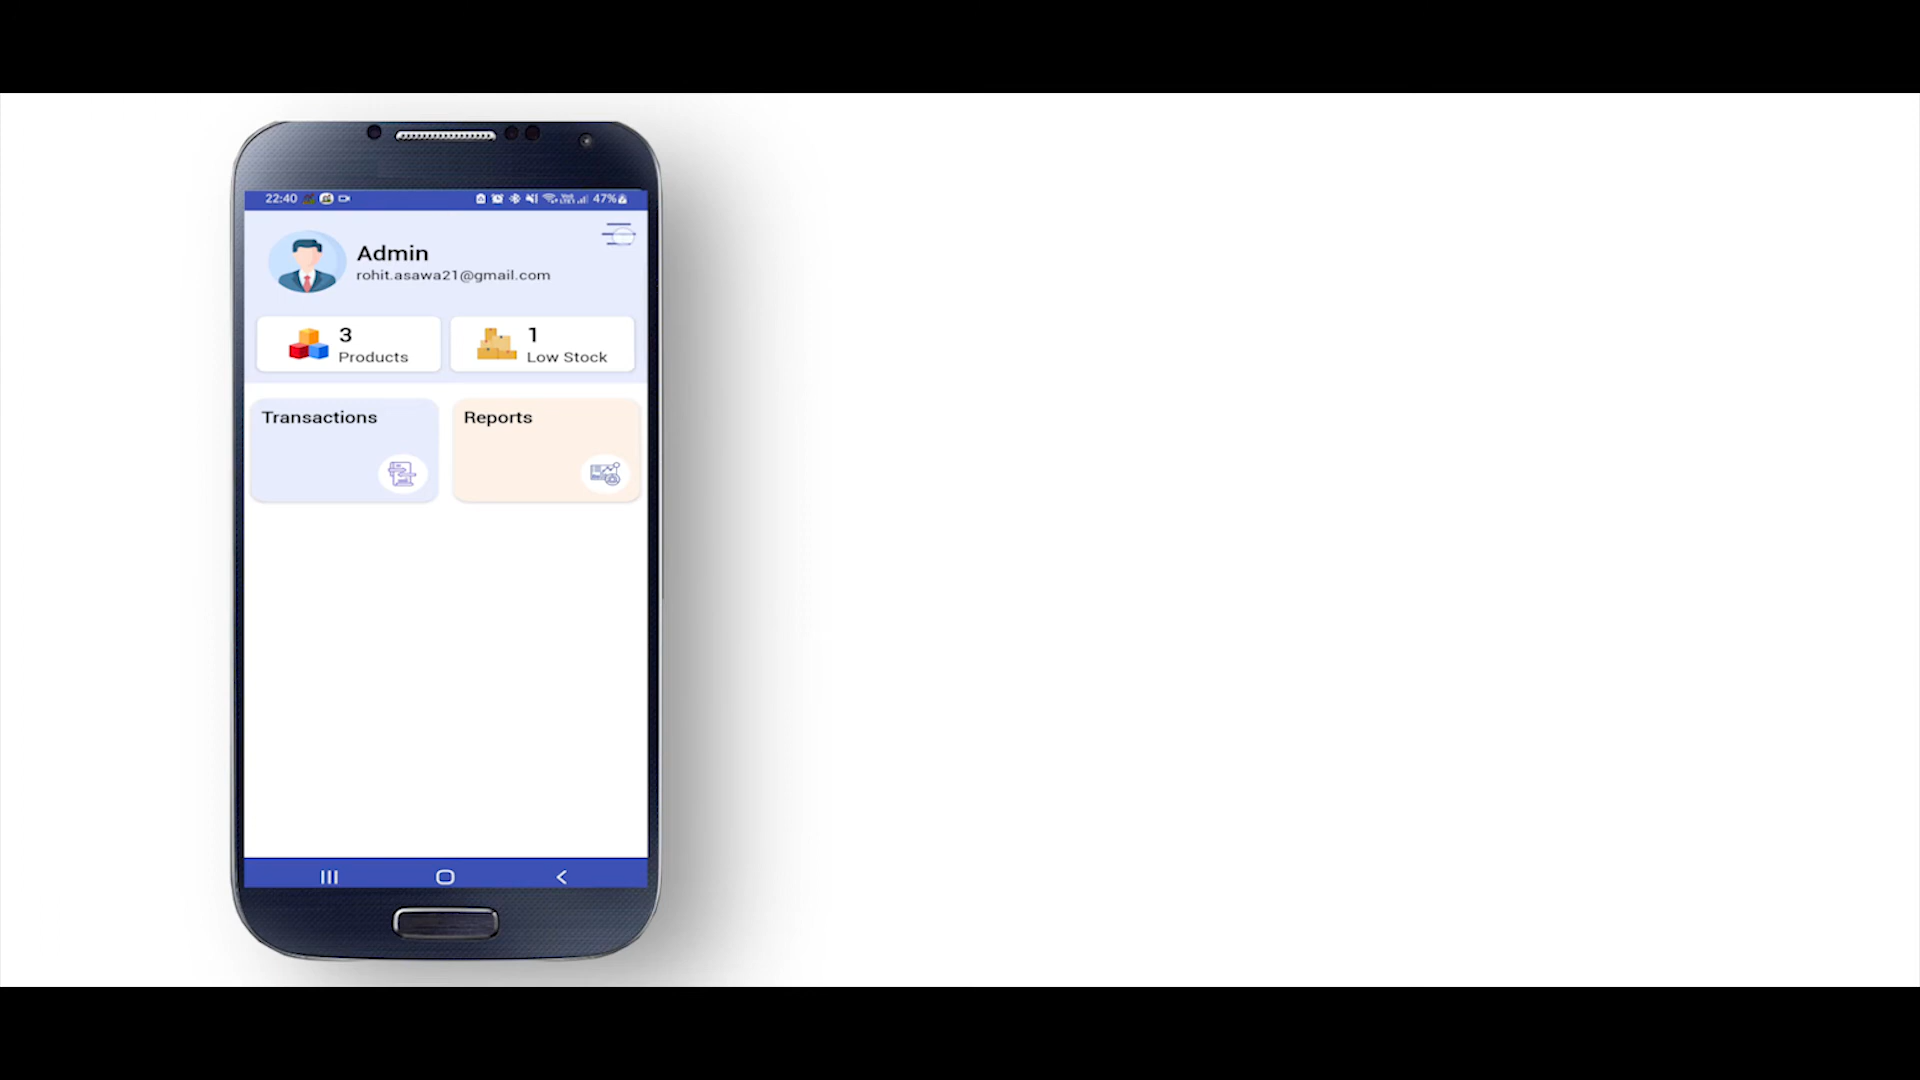 22:40
47%
Admin
rohit.asawa21@gmail.com
3
Products
1
Low Stock
Transactions
Reports